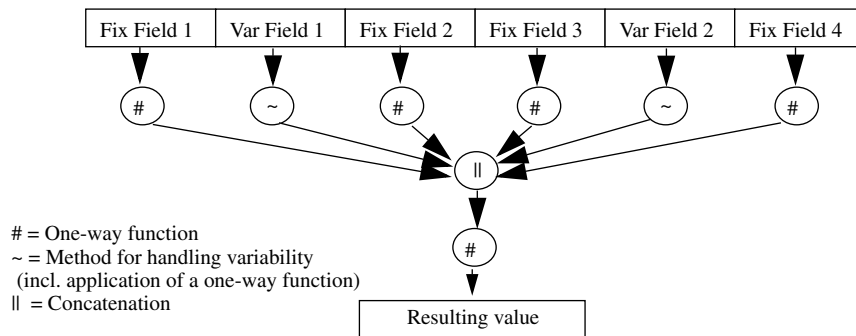 Fix Field 1 Var Field 1 Fix Field 2 Fix Field 3 Var Field 2 Fix Field 4
# ~ # # ~ #
||
#
# = One-way function
~ = Method for handling variability
(incl. application of a one-way function)
|| = Concatenation
Resulting value